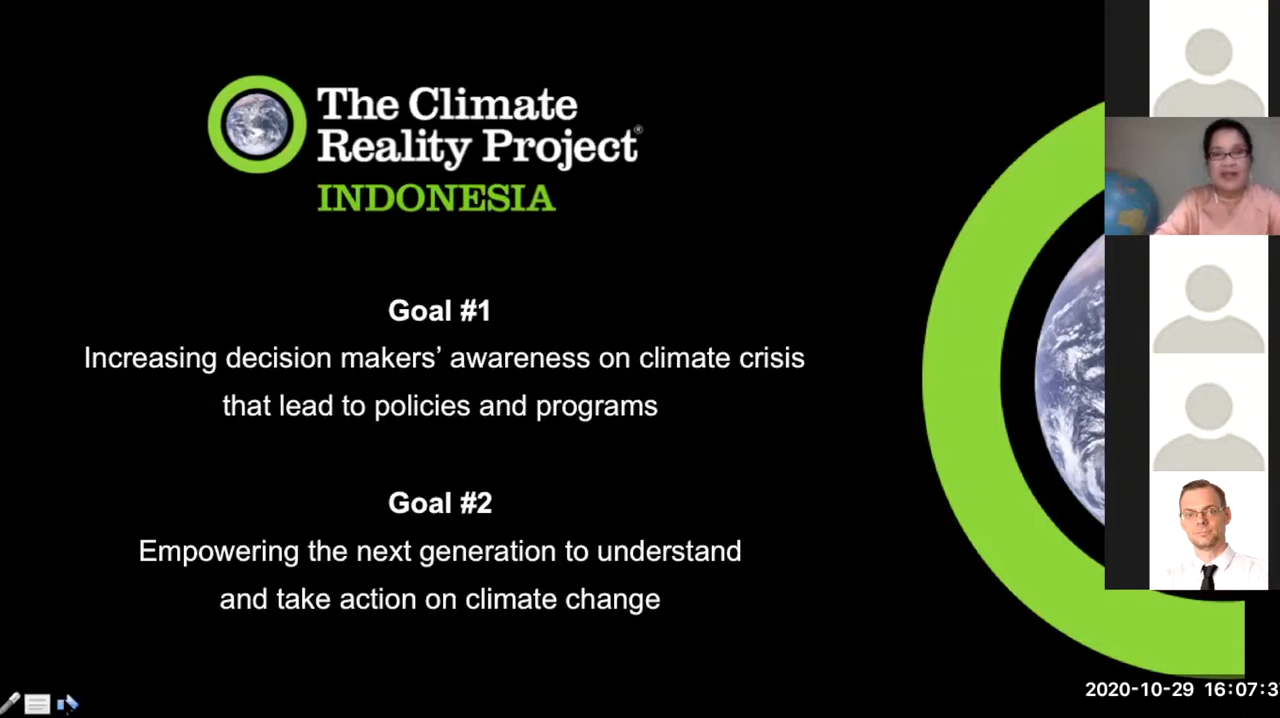 The Climate
Reality Project®
INDONESIA
Goal #1
Increasing decision makers’ awareness on climate crisis
that lead to policies and programs
Goal #2
Empowering the next generation to understand
and take action on climate change
2020-10-29 16:07:3